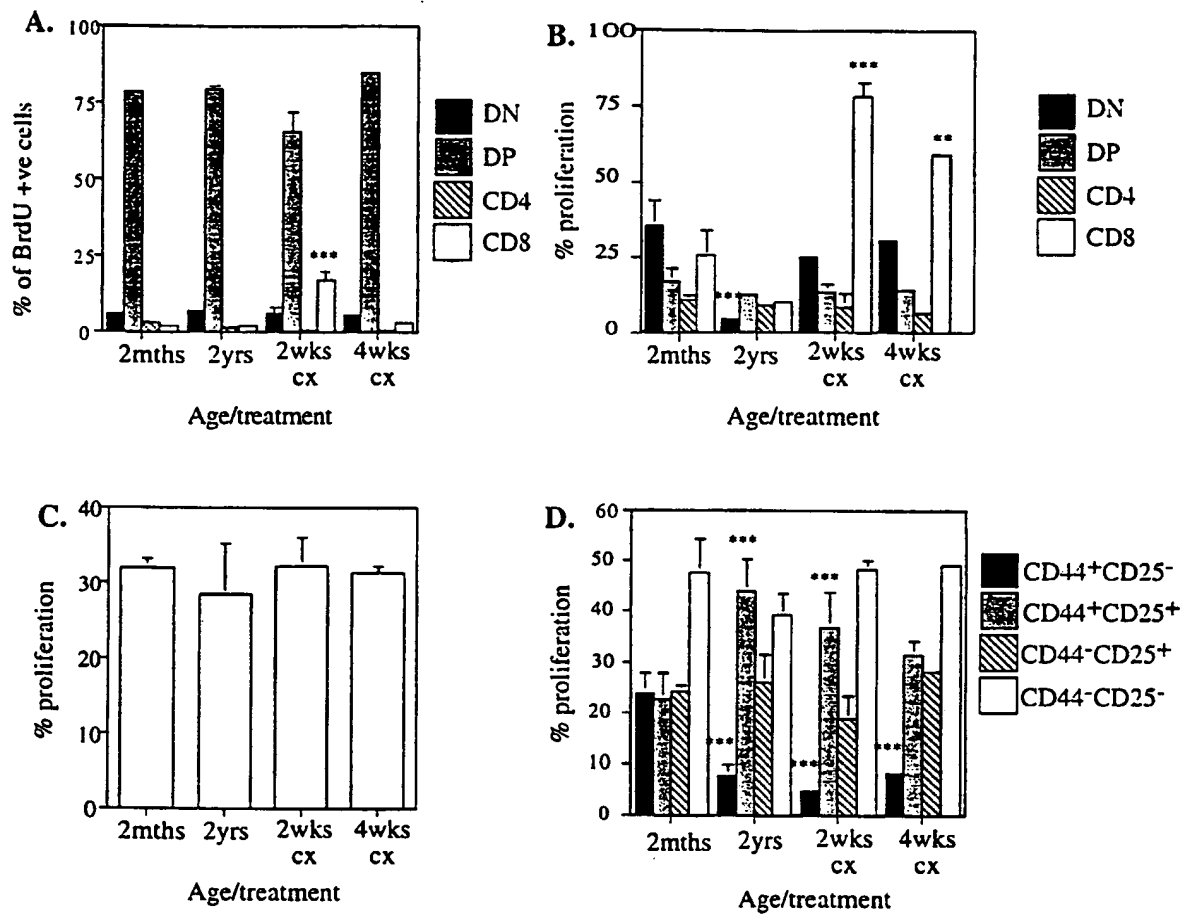 A.
% of BrdU +ve cells
100
75
50
25
0
2mths 2yrs 2wks cx 4wks cx
***
Age/treatment
DN
DP
CD4
CD8
B.
% proliferation
100
75
50
25
0
***
***
**
2mths 2yrs 2wks cx 4wks cx
Age/treatment
DN
DP
CD4
CD8
C.
% proliferation
40
30
20
10
0
2mths 2yrs 2wks cx 4wks cx
Age/treatment
D.
% proliferation
60
50
40
30
20
10
0
***
***
***
***
***
2mths 2yrs 2wks cx 4wks cx
Age/treatment
CD44+CD25-
CD44+CD25+
CD44-CD25+
CD44-CD25-